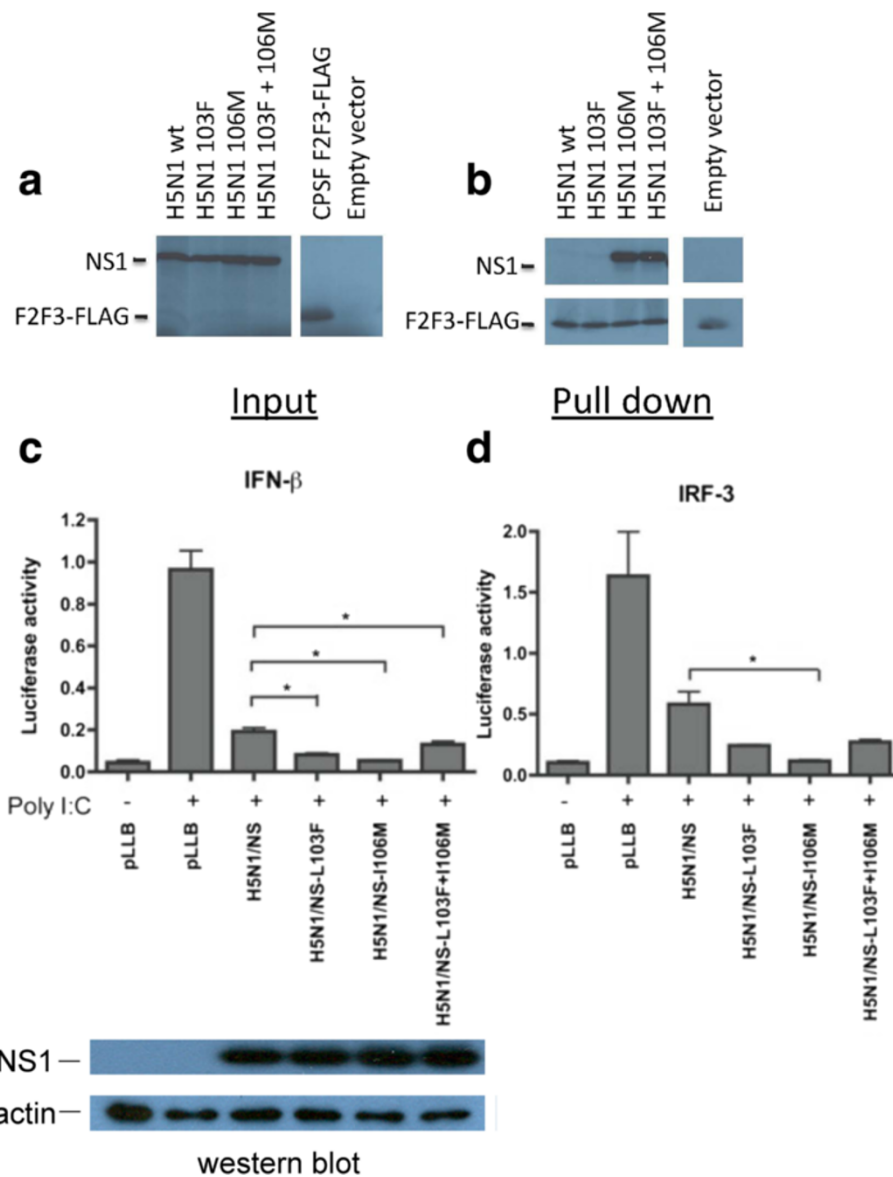 a
H5N1 wt
H5N1 103F
H5N1 106M
H5N1 103F + 106M
CPSF F2F3-FLAG
Empty vector
NS1
F2F3-FLAG
Input
b
H5N1 wt
H5N1 103F
H5N1 106M
H5N1 103F + 106M
Empty vector
NS1
F2F3-FLAG
Pull down
c
IFN-β
Luciferase activity
1.2
1.0
0.8
0.6
0.4
0.2
0.0
*
*
*
Poly I:C - + + + + +
pLLB
pLLB
H5N1/NS
H5N1/NS-L103F
H5N1/NS-I106M
H5N1/NS-L103F+I106M
d
IRF-3
Luciferase activity
2.0
1.5
1.0
0.5
0.0
*
- + + + + +
pLLB
pLLB
H5N1/NS
H5N1/NS-L103F
H5N1/NS-I106M
H5N1/NS-L103F+I106M
NS1
actin
western blot